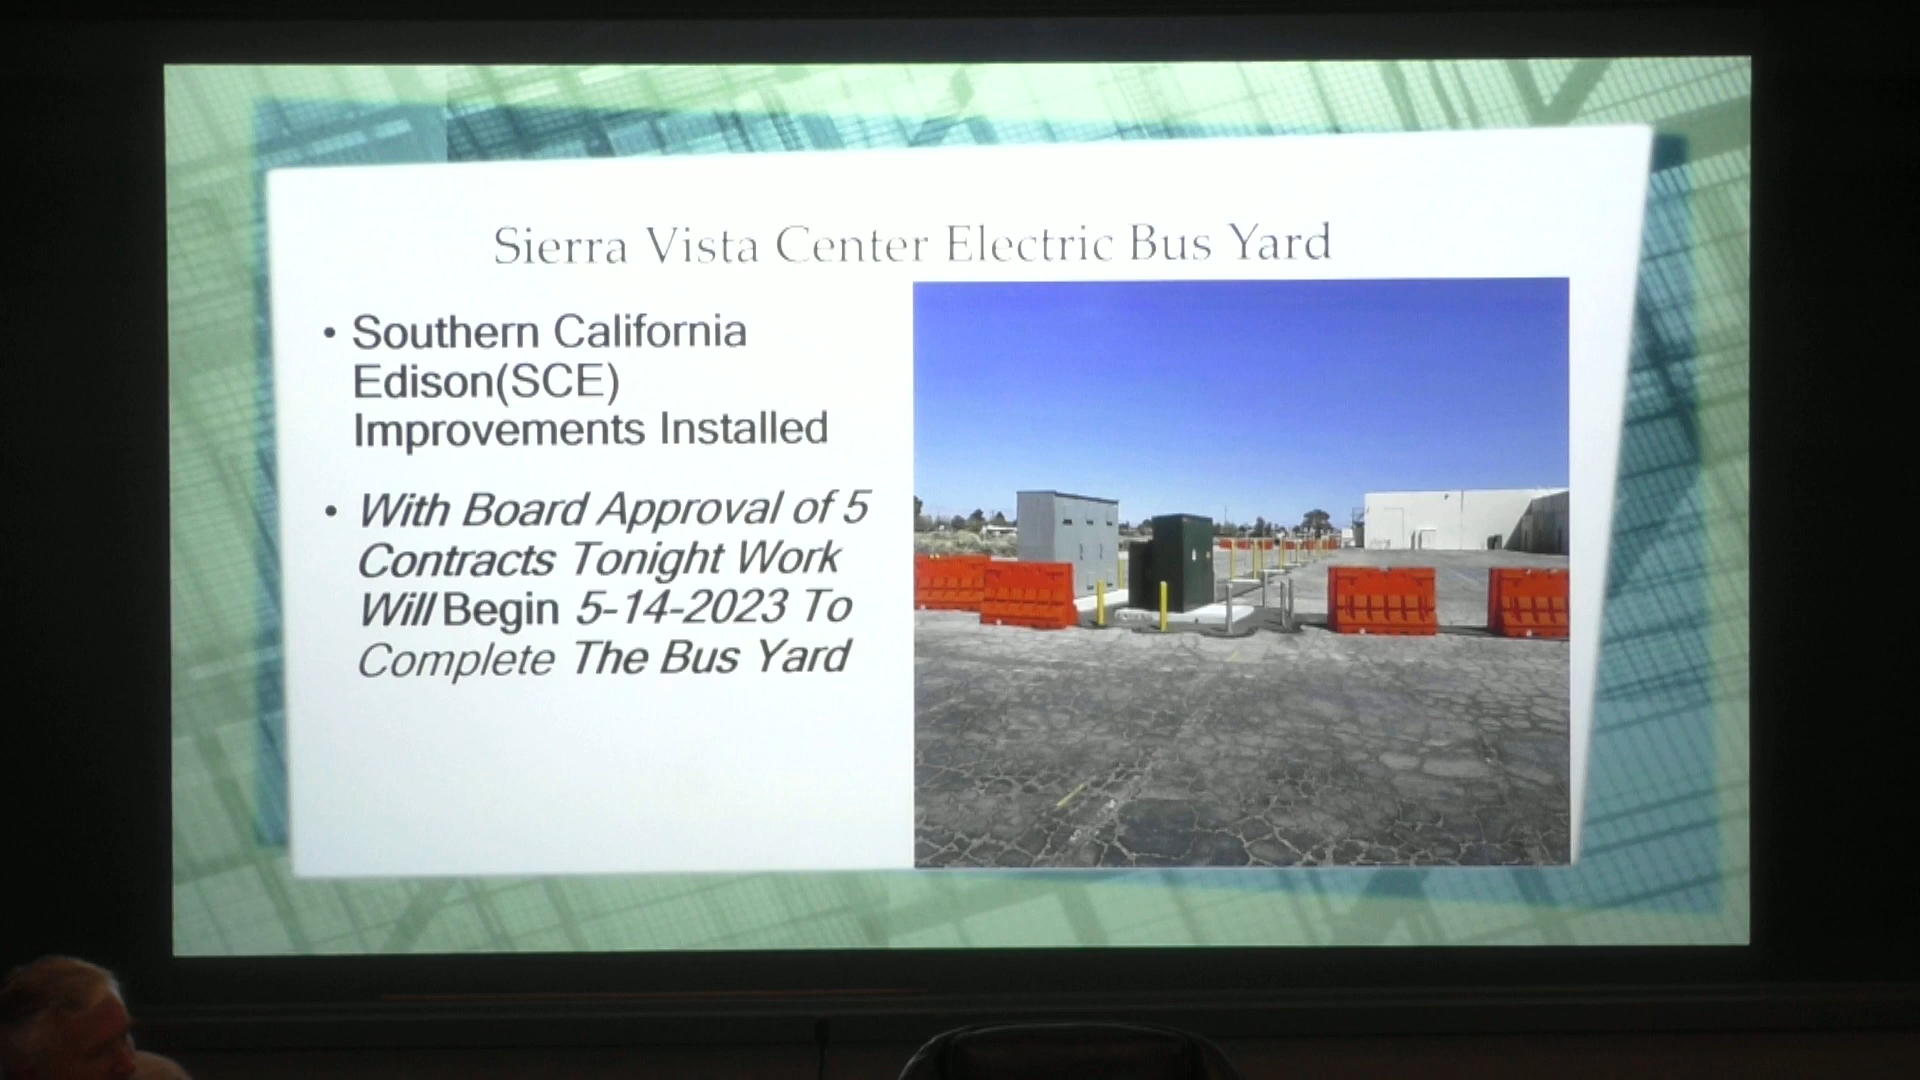 Sierra Vista Center Electric Bus Yard
• Southern California
Edison(SCE)
Improvements Installed
• With Board Approval of 5
Contracts Tonight Work
Will Begin 5-14-2023 To
Complete The Bus Yard